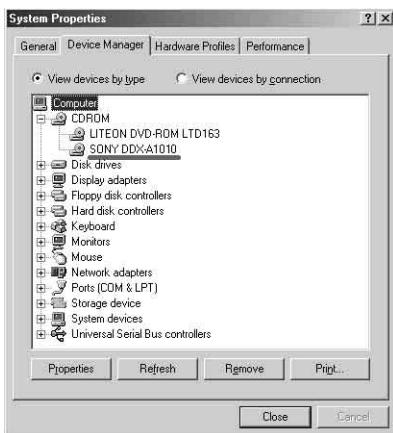 System Properties
General Device Manager Hardware Profiles Performance
View devices by type View devices by connection
Computer
CDROM
LITEON DVD-ROM LTD163
SONY DDX-A1010
Disk drives
Display adapters
Floppy disk controllers
Hard disk controllers
Keyboard
Monitors
Mouse
Network adapters
Ports (COM & LPT)
Storage device
System devices
Universal Serial Bus controllers
Properties Refresh Remove Print...
Close Cancel